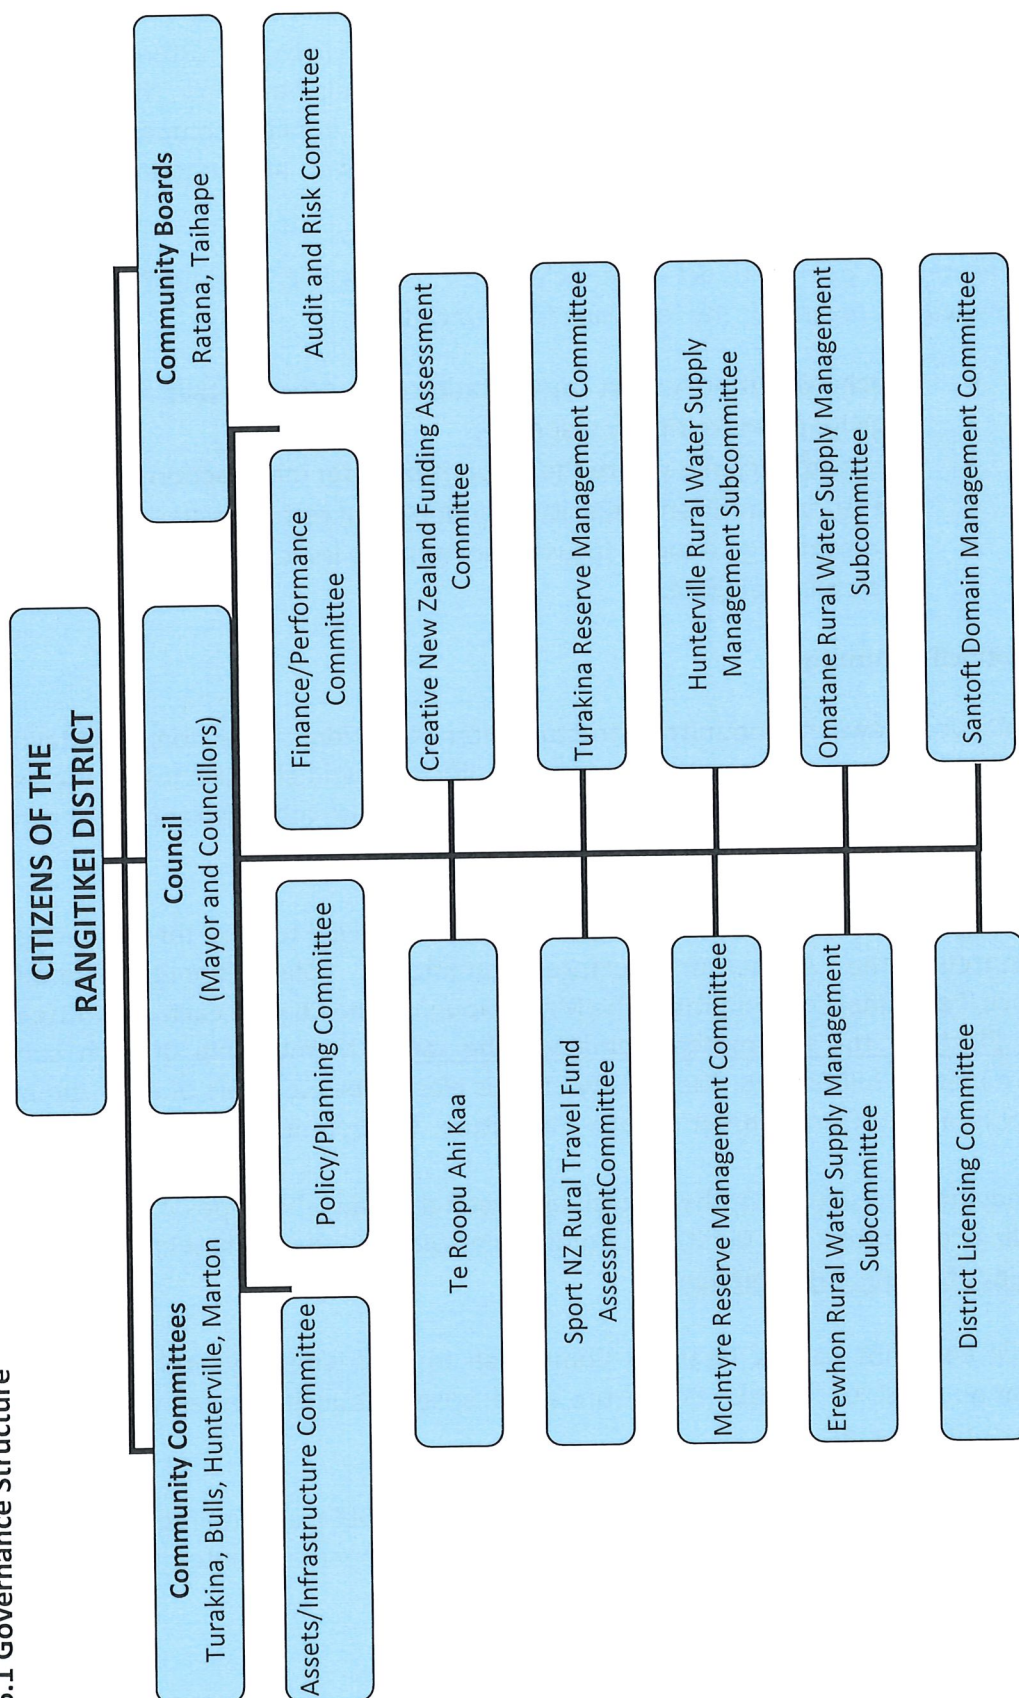 .1 Governance Structure
CITIZENS OF THE
RANGITIKEI DISTRICT
Community Committees
Turakina, Bulls, Hunterville, Marton
Council
(Mayor and Councillors)
Community Boards
Ratana, Taihape
Assets/Infrastructure Committee
Policy/Planning Committee
Finance/Performance
Committee
Audit and Risk Committee
Te Roopu Ahi Kaa
Creative New Zealand Funding Assessment
Committee
Sport NZ Rural Travel Fund
AssessmentCommittee
Turakina Reserve Management Committee
McIntyre Reserve Management Committee
Hunterville Rural Water Supply
Management Subcommittee
Erewhon Rural Water Supply Management
Subcommittee
Omatane Rural Water Supply Management
Subcommittee
District Licensing Committee
Santoft Domain Management Committee